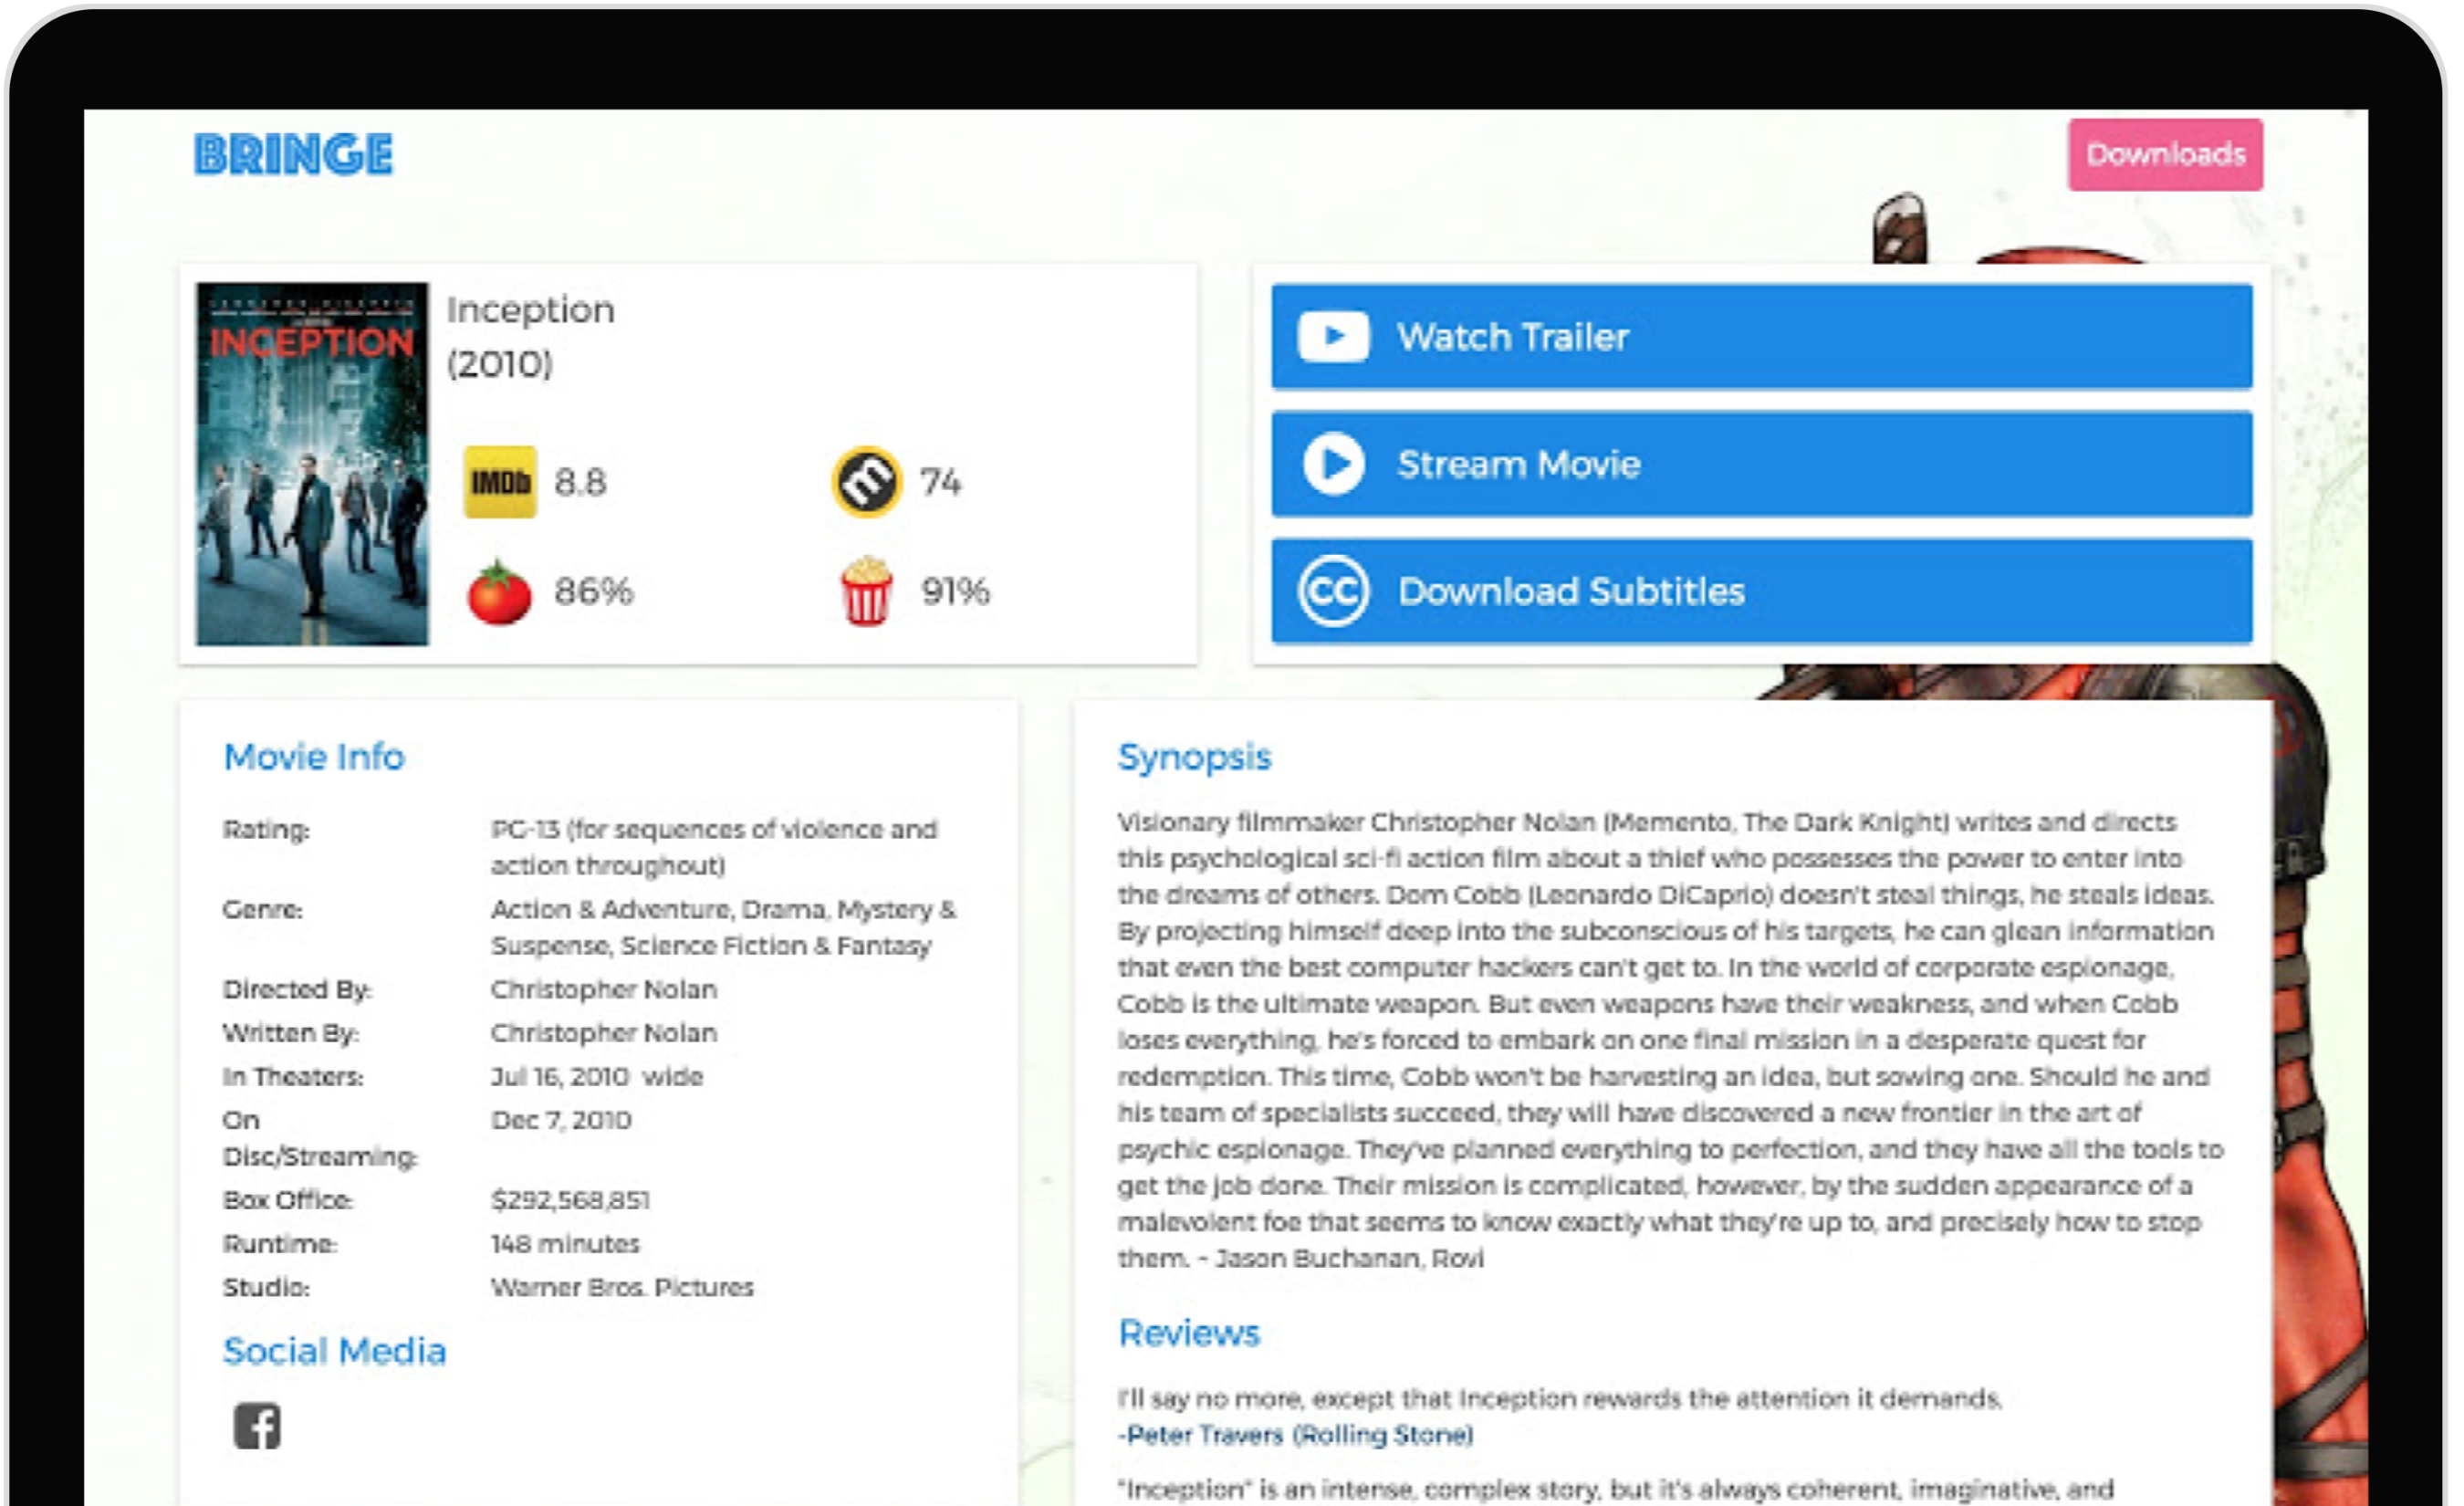 BRINGE
Downloads
INCEPTION
Inception
(2010)
IMDb 8.8
m 74
86%
91%
Watch Trailer
Stream Movie
CC Download Subtitles
Movie Info
Rating: PG-13 (for sequences of violence and
action throughout)
Genre: Action & Adventure, Drama, Mystery &
Suspense, Science Fiction & Fantasy
Directed By: Christopher Nolan
Written By: Christopher Nolan
In Theaters: Jul 16, 2010 wide
On Dec 7, 2010
Disc/Streaming:
Box Office: $292,568,851
Runtime: 148 minutes
Studio: Warner Bros. Pictures
Social Media
Synopsis
Visionary filmmaker Christopher Nolan (Memento, The Dark Knight) writes and directs
this psychological sci-fi action film about a thief who possesses the power to enter into
the dreams of others. Dom Cobb (Leonardo DiCaprio) doesn't steal things, he steals ideas.
By projecting himself deep into the subconscious of his targets, he can glean information
that even the best computer hackers can't get to. In the world of corporate espionage,
Cobb is the ultimate weapon. But even weapons have their weakness, and when Cobb
loses everything, he's forced to embark on one final mission in a desperate quest for
redemption. This time, Cobb won't be harvesting an idea, but sowing one. Should he and
his team of specialists succeed, they will have discovered a new frontier in the art of
psychic espionage. They've planned everything to perfection, and they have all the tools to
get the job done. Their mission is complicated, however, by the sudden appearance of a
malevolent foe that seems to know exactly what they're up to, and precisely how to stop
them. ~ Jason Buchanan, Rovi
Reviews
I'll say no more, except that Inception rewards the attention it demands.
-Peter Travers (Rolling Stone)
"Inception" is an intense, complex story, but it's always coherent, imaginative, and